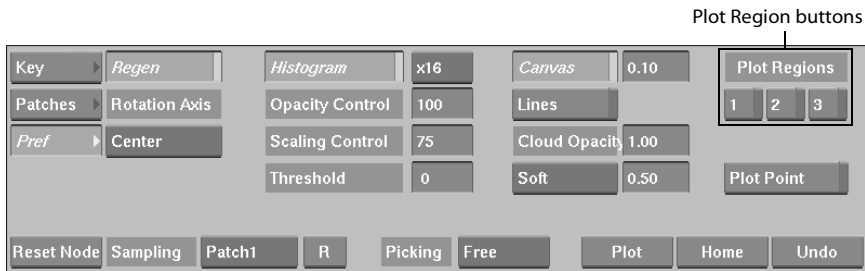 Plot Region buttons
Key Regen Histogram x16 Canvas 0.10 Plot Regions
Patches Rotation Axis Opacity Control 100 Lines 1 2 3
Pref Center Scaling Control 75 Cloud Opacity 1.00
Threshold 0 Soft 0.50 Plot Point
Reset Node Sampling Patch1 R Picking Free Plot Home Undo